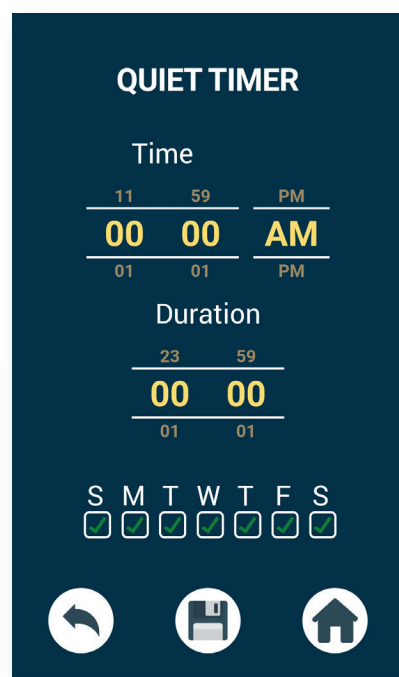 QUIET TIMER
Time
11 59 PM
00 00 AM
01 01 PM
Duration
23 59
00 00
01 01
S M T W T F S